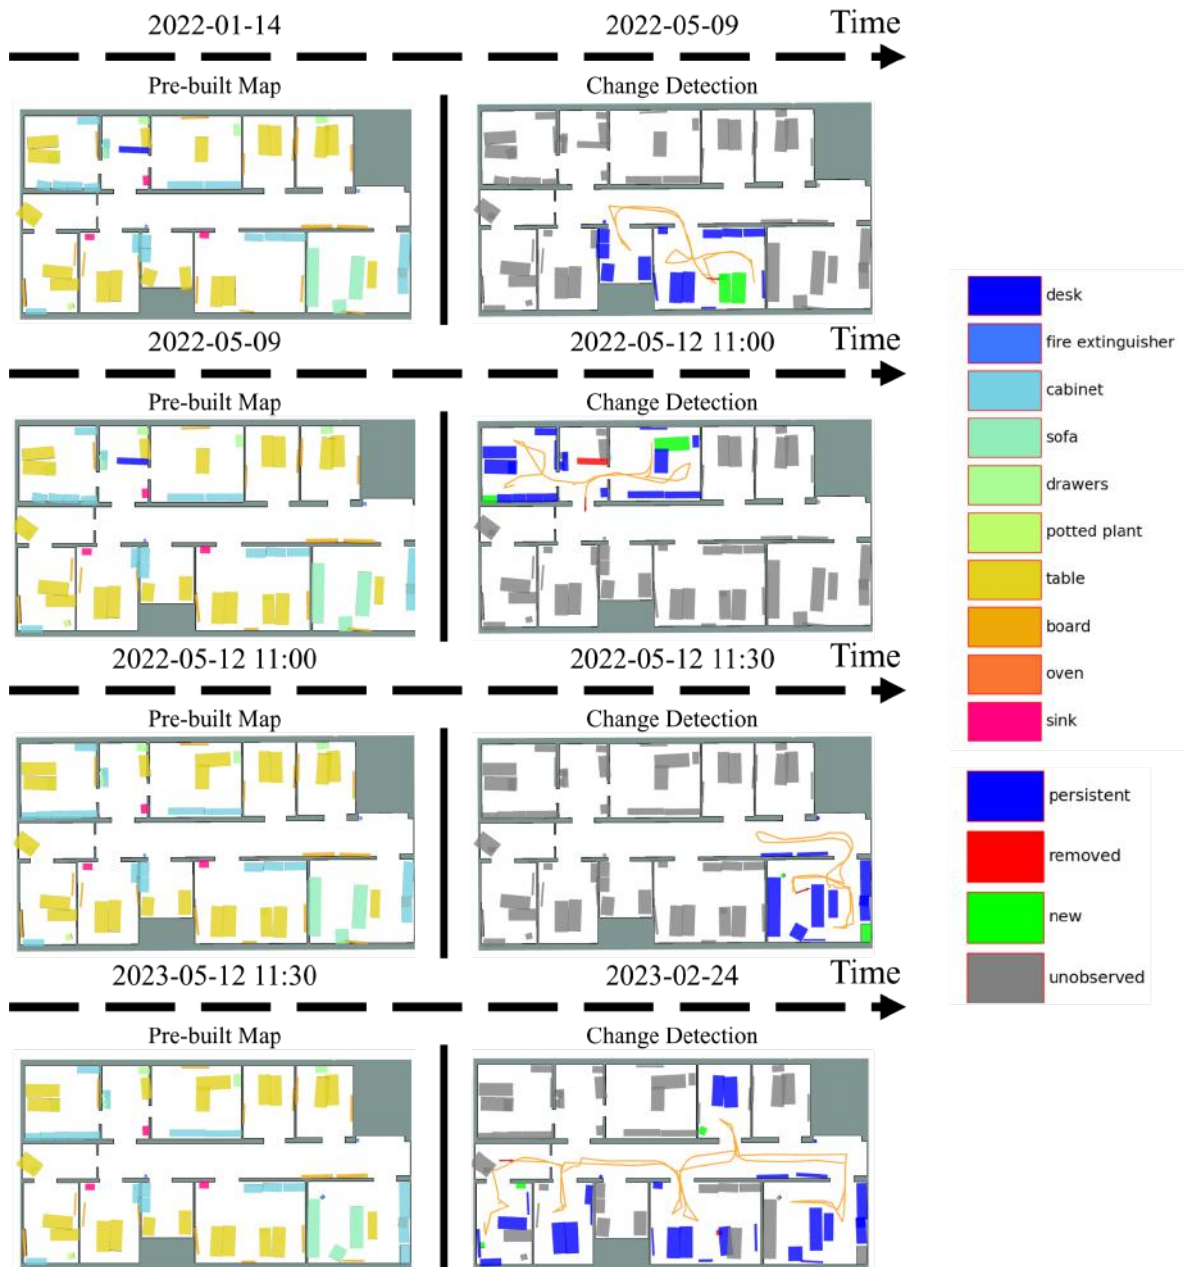 2022-01-14 2022-05-09 Time
Pre-built Map Change Detection
2022-05-09 2022-05-12 11:00 Time
Pre-built Map Change Detection
2022-05-12 11:00 2022-05-12 11:30 Time
Pre-built Map Change Detection
2023-05-12 11:30 2023-02-24 Time
Pre-built Map Change Detection
desk
fire extinguisher
cabinet
sofa
drawers
potted plant
table
board
oven
sink
persistent
removed
new
unobserved